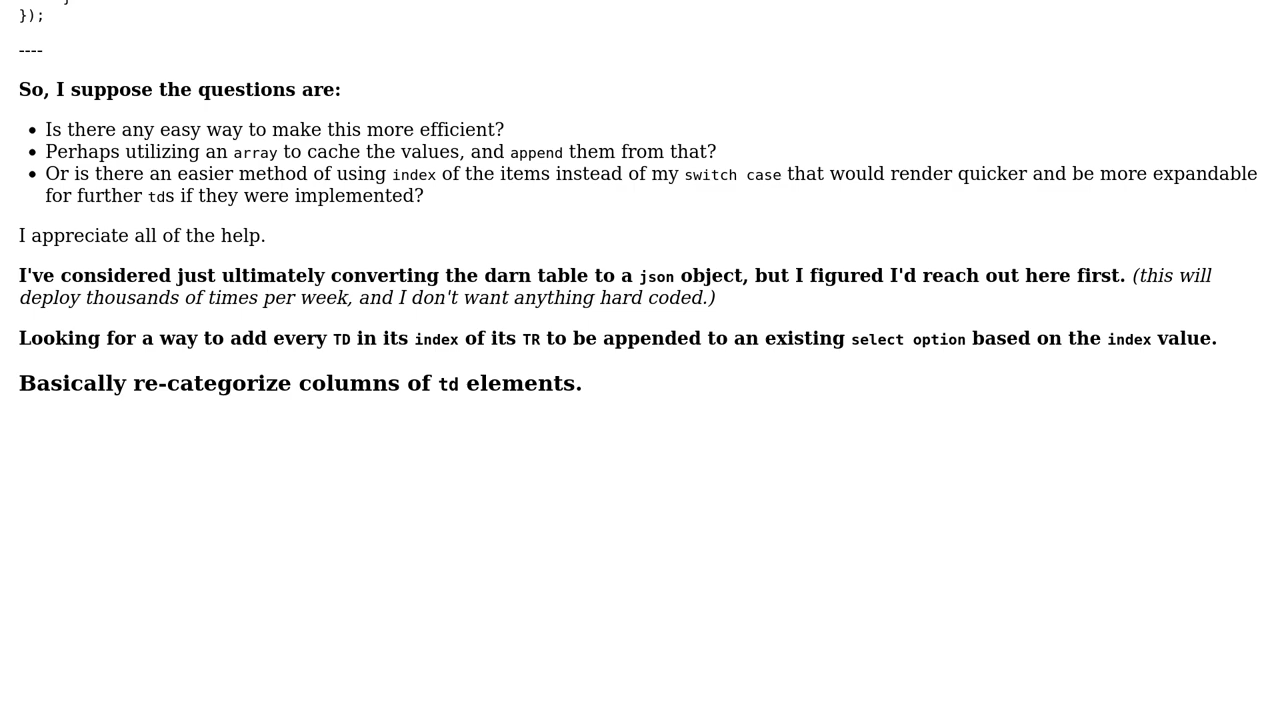 });
----
So, I suppose the questions are:
• Is there any easy way to make this more efficient?
• Perhaps utilizing an array to cache the values, and append them from that?
• Or is there an easier method of using index of the items instead of my switch case that would render quicker and be more expandable
for further tds if they were implemented?
I appreciate all of the help.
I've considered just ultimately converting the darn table to a json object, but I figured I'd reach out here first. (this will
deploy thousands of times per week, and I don't want anything hard coded.)
Looking for a way to add every TD in its index of its TR to be appended to an existing select option based on the index value.
Basically re-categorize columns of td elements.